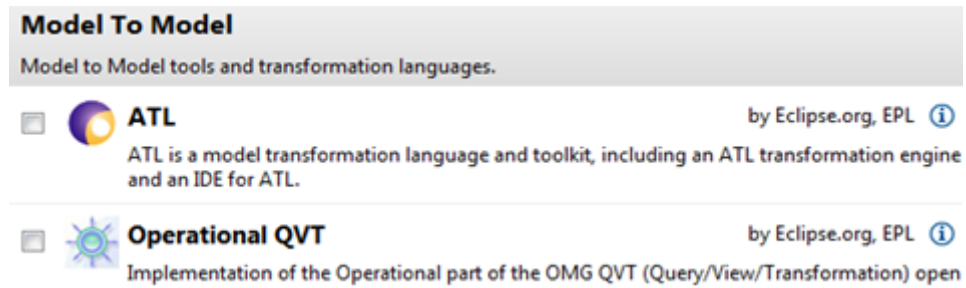 Model To Model
Model to Model tools and transformation languages.
ATL by Eclipse.org, EPL
ATL is a model transformation language and toolkit, including an ATL transformation engine
and an IDE for ATL.
Operational QVT by Eclipse.org, EPL
Implementation of the Operational part of the OMG QVT (Query/View/Transformation) open